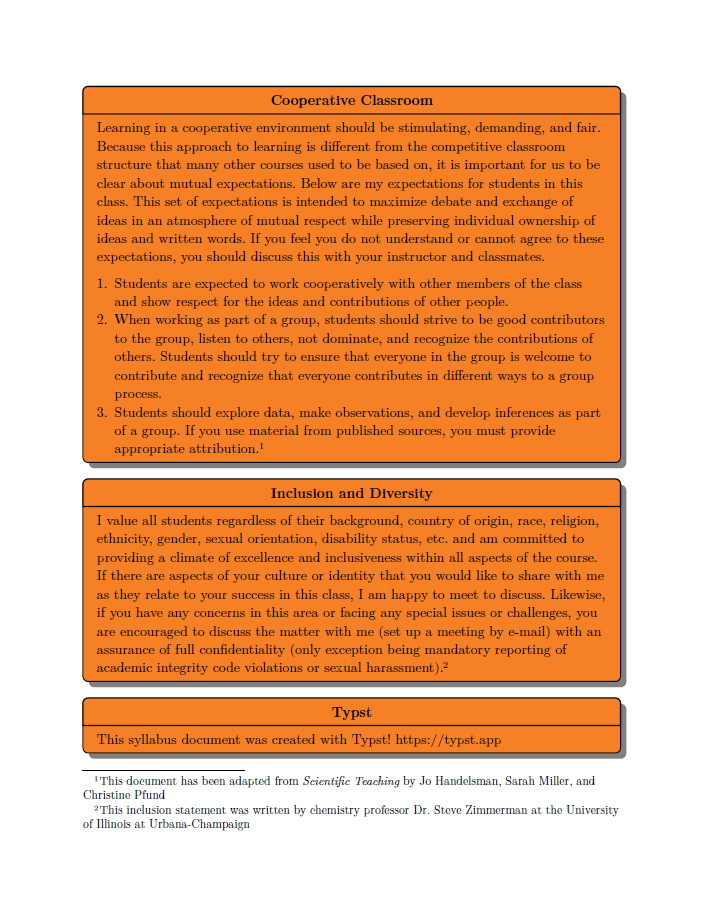 Cooperative Classroom
Learning in a cooperative environment should be stimulating, demanding, and fair.
Because this approach to learning is different from the competitive classroom
structure that many other courses used to be based on, it is important for us to be
clear about mutual expectations. Below are my expectations for students in this
class. This set of expectations is intended to maximize debate and exchange of
ideas in an atmosphere of mutual respect while preserving individual ownership of
ideas and written words. If you feel you do not understand or cannot agree to these
expectations, you should discuss this with your instructor and classmates.
1. Students are expected to work cooperatively with other members of the class
and show respect for the ideas and contributions of other people.
2. When working as part of a group, students should strive to be good contributors
to the group, listen to others, not dominate, and recognize the contributions of
others. Students should try to ensure that everyone in the group is welcome to
contribute and recognize that everyone contributes in different ways to a group
process.
3. Students should explore data, make observations, and develop inferences as part
of a group. If you use material from published sources, you must provide
appropriate attribution.¹
Inclusion and Diversity
I value all students regardless of their background, country of origin, race, religion,
ethnicity, gender, sexual orientation, disability status, etc. and am committed to
providing a climate of excellence and inclusiveness within all aspects of the course.
If there are aspects of your culture or identity that you would like to share with me
as they relate to your success in this class, I am happy to meet to discuss. Likewise,
if you have any concerns in this area or facing any special issues or challenges, you
are encouraged to discuss the matter with me (set up a meeting by e-mail) with an
assurance of full confidentiality (only exception being mandatory reporting of
academic integrity code violations or sexual harassment).²
Typst
This syllabus document was created with Typst! https://typst.app
¹This document has been adapted from Scientific Teaching by Jo Handelsman, Sarah Miller, and
Christine Pfund
²This inclusion statement was written by chemistry professor Dr. Steve Zimmerman at the University
of Illinois at Urbana-Champaign